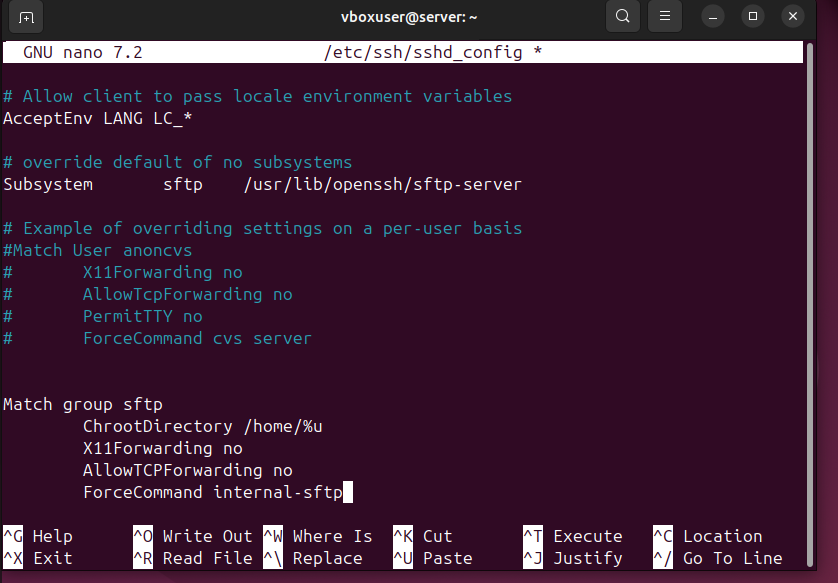 vboxuser@server: ~
GNU nano 7.2 /etc/ssh/sshd_config *
# Allow client to pass locale environment variables
AcceptEnv LANG LC_*
# override default of no subsystems
Subsystem sftp /usr/lib/openssh/sftp-server
# Example of overriding settings on a per-user basis
#Match User anoncvs
# X11Forwarding no
# AllowTcpForwarding no
# PermitTTY no
# ForceCommand cvs server
Match group sftp
ChrootDirectory /home/%u
X11Forwarding no
AllowTCPForwarding no
ForceCommand internal-sftp
^G Help ^O Write Out ^W Where Is ^K Cut ^T Execute ^C Location
^X Exit ^R Read File ^\ Replace ^U Paste ^J Justify ^/ Go To Line